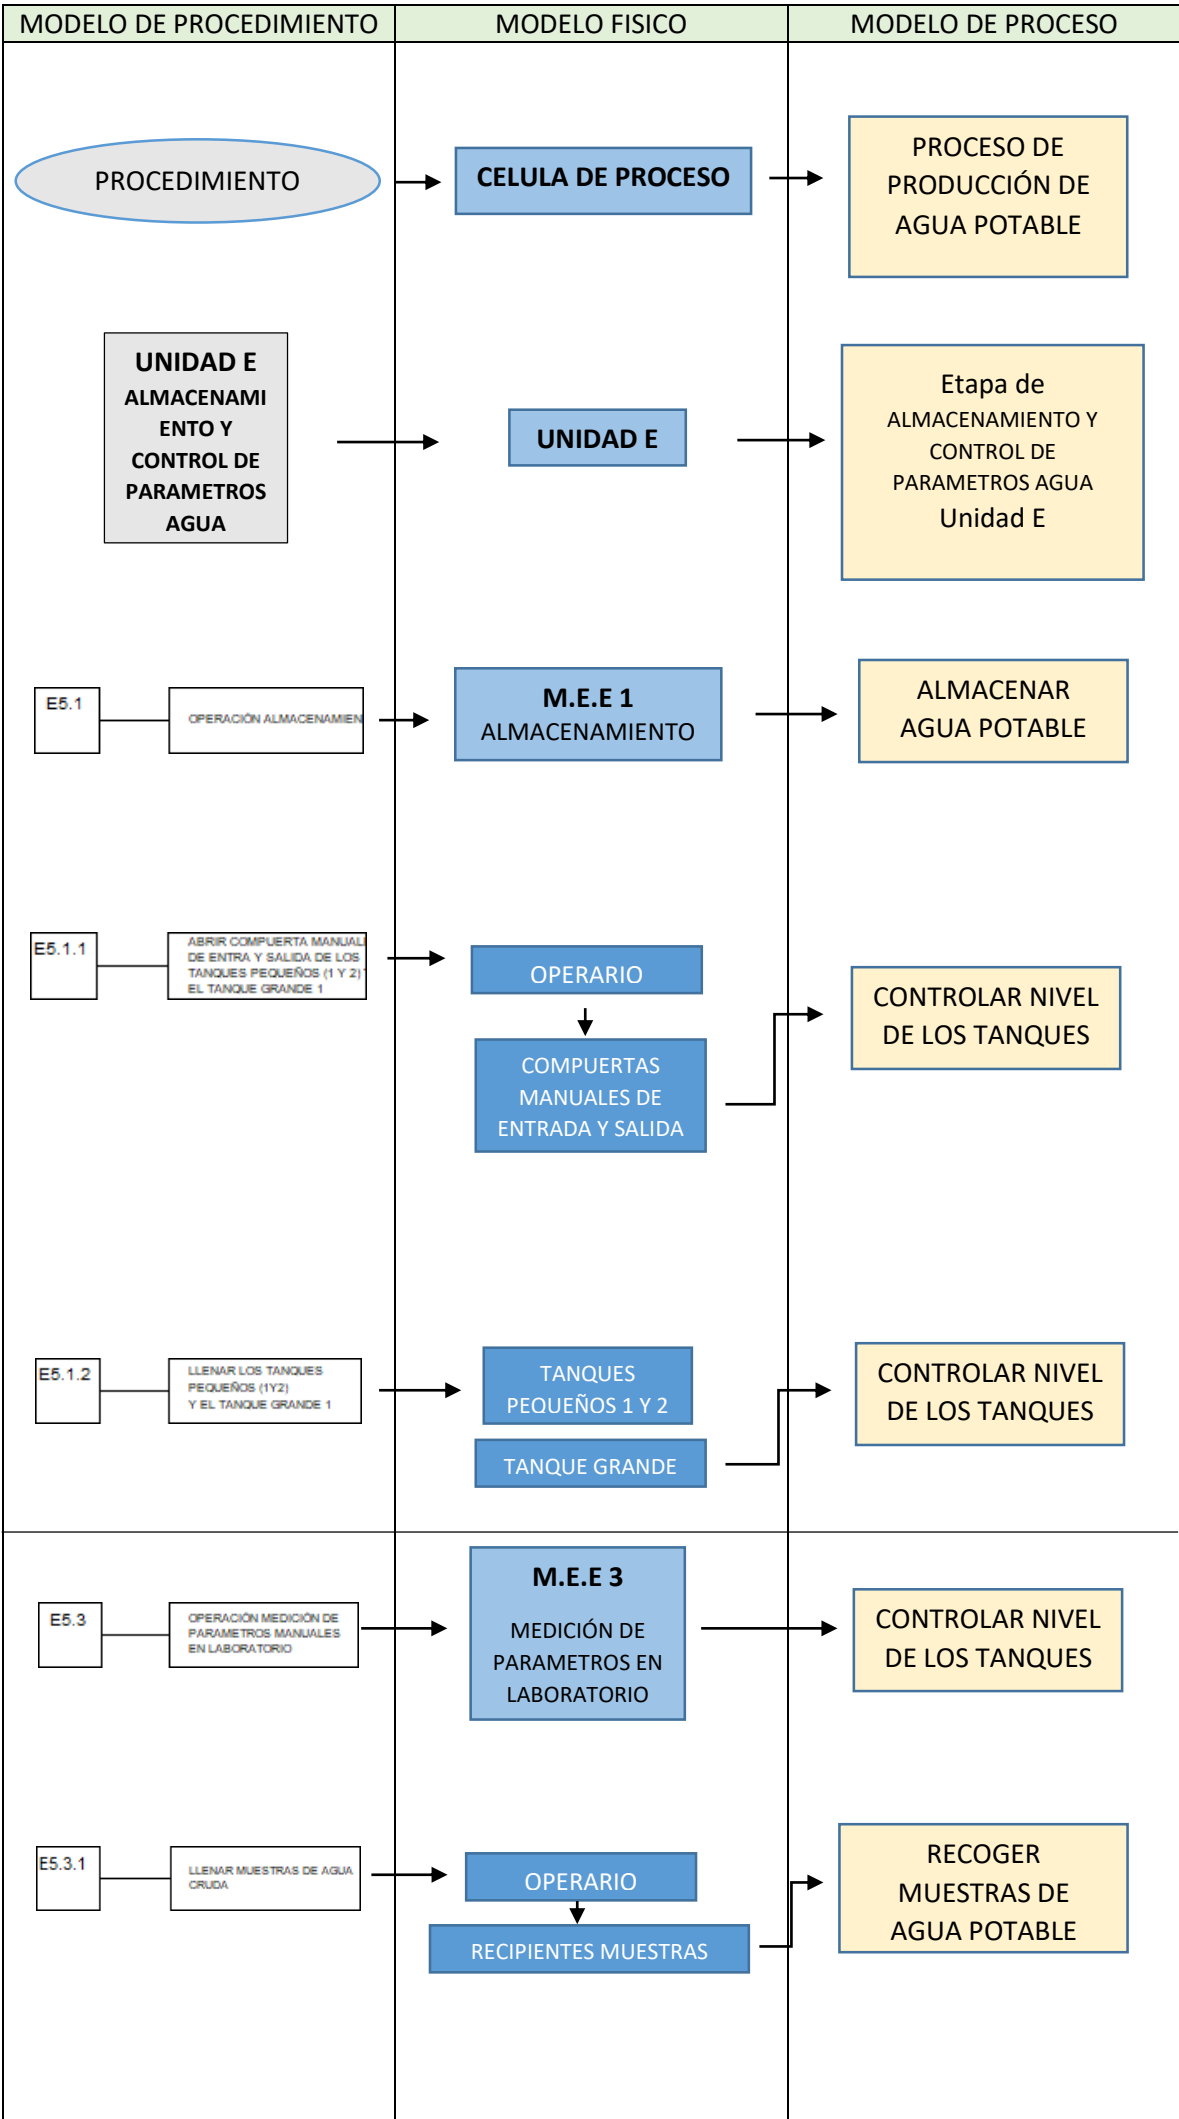 MODELO DE PROCEDIMIENTO
MODELO FISICO
MODELO DE PROCESO
PROCEDIMIENTO
CELULA DE PROCESO
PROCESO DE
PRODUCCIÓN DE
AGUA POTABLE
UNIDAD E
ALMACENAMI
ENTO Y
CONTROL DE
PARAMETROS
AGUA
UNIDAD E
Etapa de
ALMACENAMIENTO Y
CONTROL DE
PARAMETROS AGUA
Unidad E
E5.1
OPERACIÓN ALMACENAMIEN
M.E.E 1
ALMACENAMIENTO
ALMACENAR
AGUA POTABLE
E5.1.1
ABRIR COMPUERTA MANUAL
DE ENTRA Y SALIDA DE LOS
TANQUES PEQUEÑOS (1 Y 2)
EL TANQUE GRANDE 1
OPERARIO
COMPUERTAS
MANUALES DE
ENTRADA Y SALIDA
CONTROLAR NIVEL
DE LOS TANQUES
E5.1.2
LLENAR LOS TANQUES
PEQUEÑOS (1Y2)
Y EL TANQUE GRANDE 1
TANQUES
PEQUEÑOS 1 Y 2
TANQUE GRANDE
CONTROLAR NIVEL
DE LOS TANQUES
E5.3
OPERACIÓN MEDICIÓN DE
PARAMETROS MANUALES
EN LABORATORIO
M.E.E 3
MEDICIÓN DE
PARAMETROS EN
LABORATORIO
CONTROLAR NIVEL
DE LOS TANQUES
E5.3.1
LLENAR MUESTRAS DE AGUA
CRUDA
OPERARIO
RECIPIENTES MUESTRAS
RECOGER
MUESTRAS DE
AGUA POTABLE